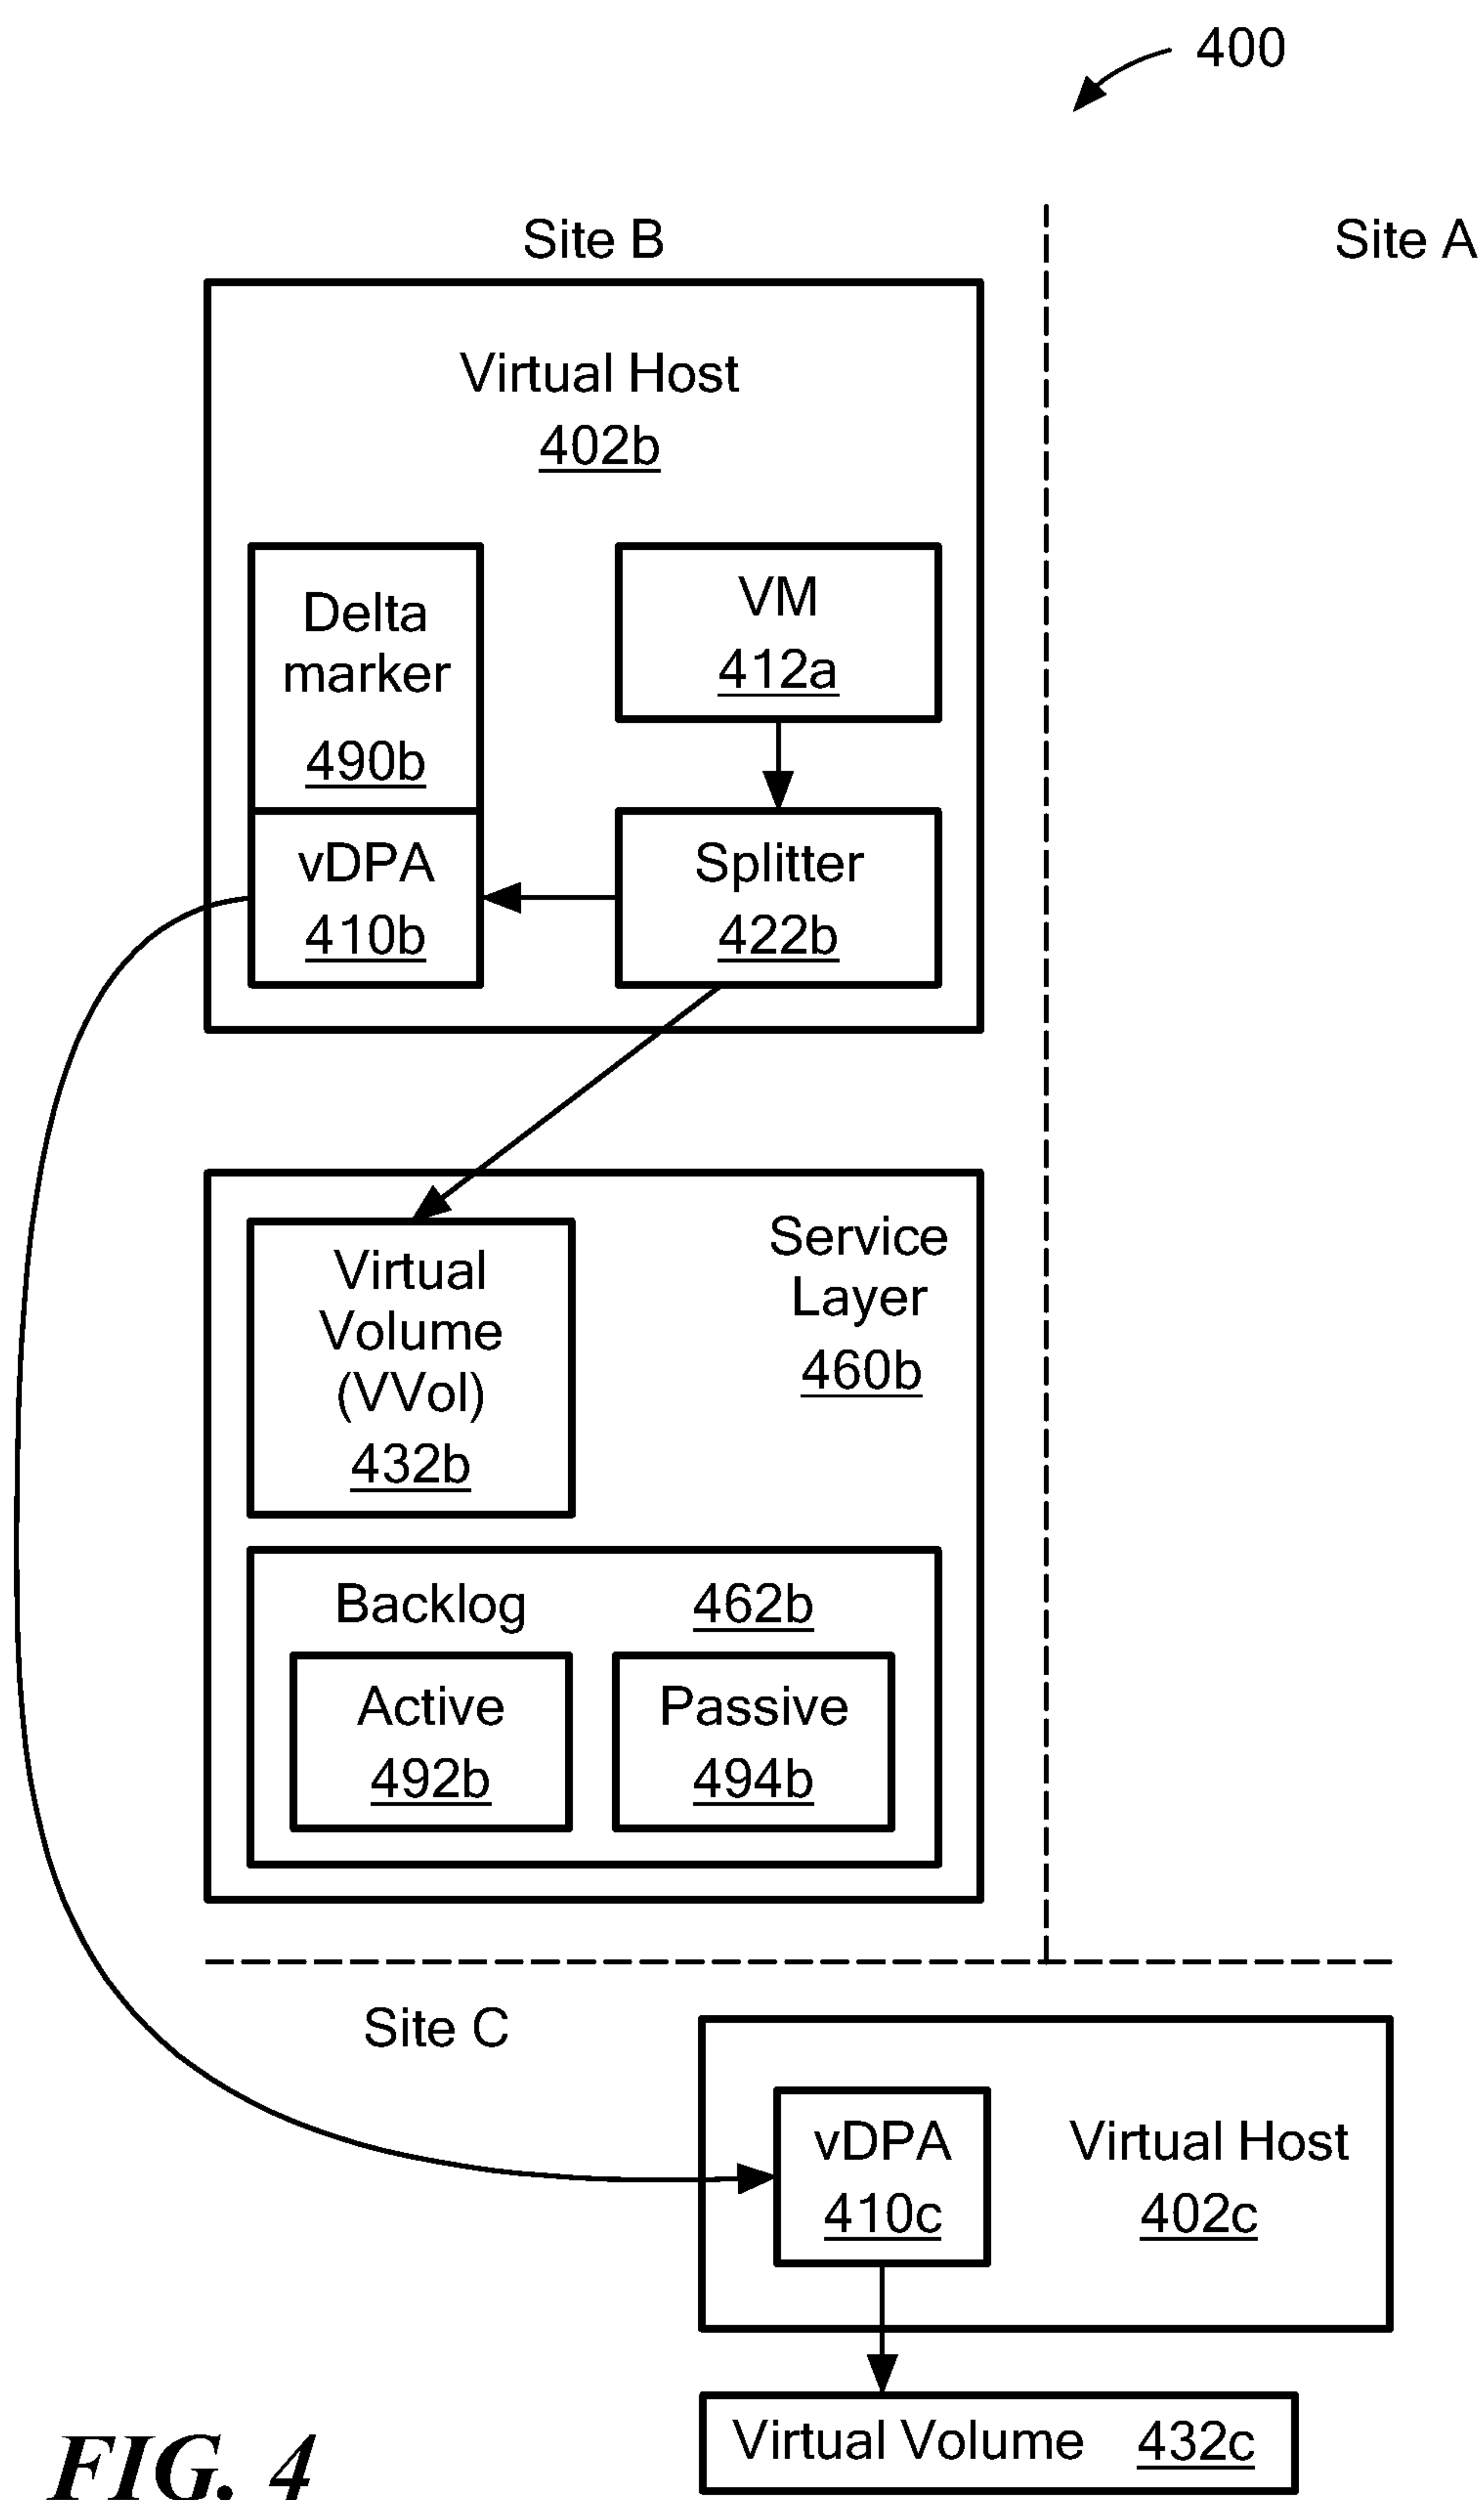 400
Site B
Site A
Virtual Host
402b
Delta
marker
490b
VM
412a
vDPA
410b
Splitter
422b
Virtual
Volume
(VVol)
432b
Service
Layer
460b
Backlog 462b
Active
492b
Passive
494b
Site C
vDPA
410c
Virtual Host
402c
Virtual Volume 432c
FIG. 4